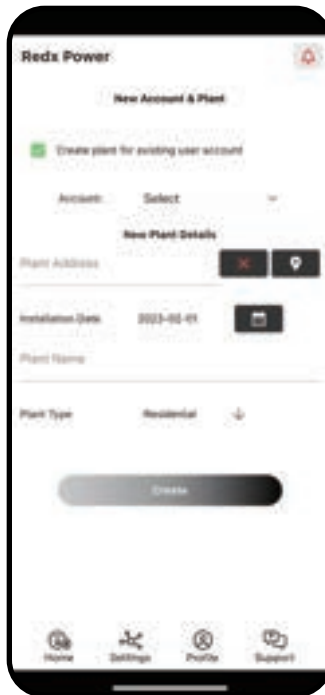 Redx Power
New Account & Plant
Create plant for existing user account
Account: Select
New Plant Details
Plant Address
Installation Date 2023-02-01
Plant Name
Plant Type Residential
Create
Home Settings Profile Support